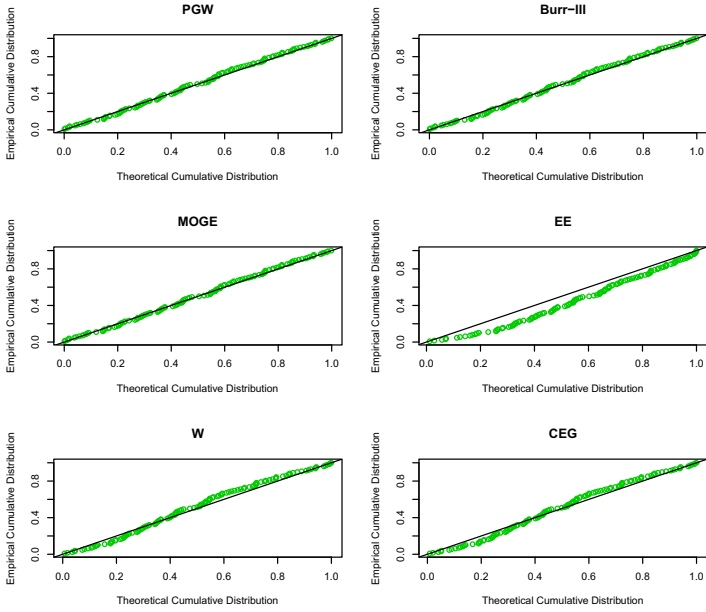 PGW
Empirical Cumulative Distribution
0.0 0.4 0.8
0.0 0.2 0.4 0.6 0.8 1.0
Theoretical Cumulative Distribution
Burr−III
Empirical Cumulative Distribution
0.0 0.4 0.8
0.0 0.2 0.4 0.6 0.8 1.0
Theoretical Cumulative Distribution
MOGE
Empirical Cumulative Distribution
0.0 0.4 0.8
0.0 0.2 0.4 0.6 0.8 1.0
Theoretical Cumulative Distribution
EE
Empirical Cumulative Distribution
0.0 0.4 0.8
0.0 0.2 0.4 0.6 0.8 1.0
Theoretical Cumulative Distribution
W
Empirical Cumulative Distribution
0.0 0.4 0.8
0.0 0.2 0.4 0.6 0.8 1.0
Theoretical Cumulative Distribution
CEG
Empirical Cumulative Distribution
0.0 0.4 0.8
0.0 0.2 0.4 0.6 0.8 1.0
Theoretical Cumulative Distribution